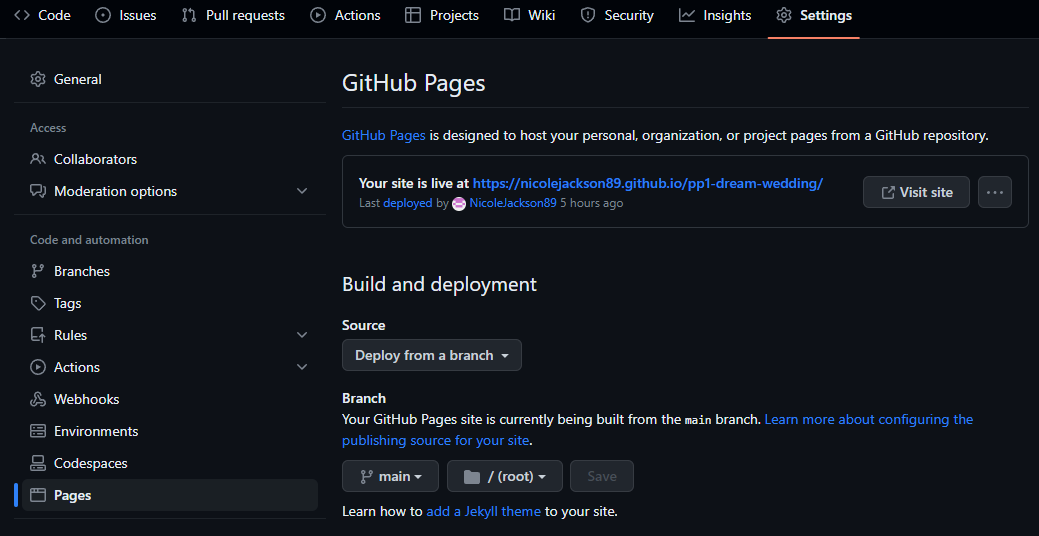 Code Issues Pull requests Actions Projects Wiki Security Insights Settings
General
Access
Collaborators
Moderation options
Code and automation
Branches
Tags
Rules
Actions
Webhooks
Environments
Codespaces
Pages
GitHub Pages
GitHub Pages is designed to host your personal, organization, or project pages from a GitHub repository.
Your site is live at https://nicolejackson89.github.io/pp1-dream-wedding/
Last deployed by NicoleJackson89 5 hours ago
Visit site
Build and deployment
Source
Deploy from a branch
Branch
Your GitHub Pages site is currently being built from the main branch. Learn more about configuring the
publishing source for your site.
main / (root) Save
Learn how to add a Jekyll theme to your site.